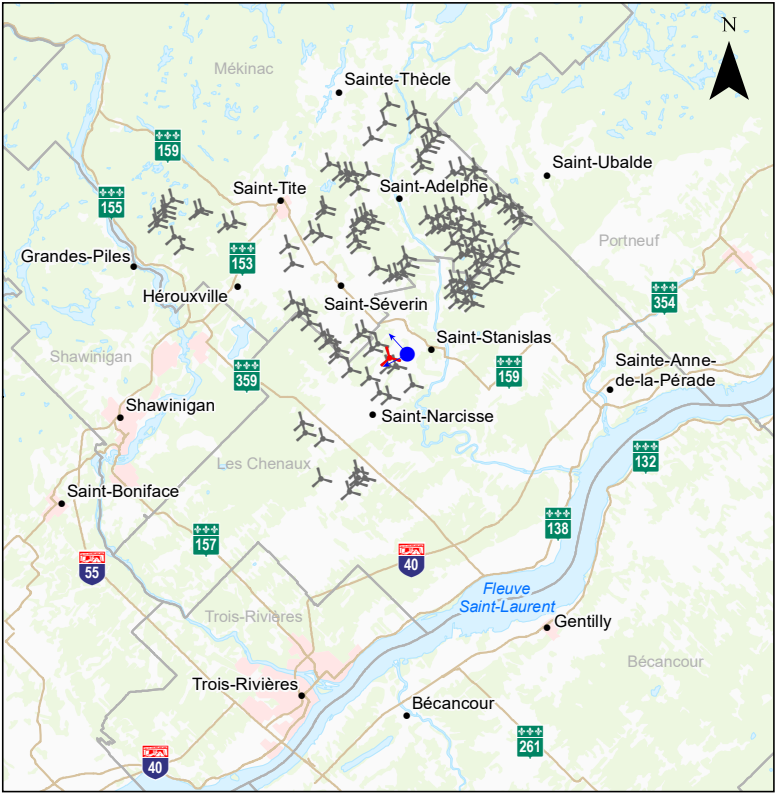 N
Mékinac
Sainte-Thècle
159
Saint-Ubalde
Saint-Tite
Saint-Adelphe
155
Portneuf
Grandes-Piles
153
Hérouxville
354
Saint-Séverin
Saint-Stanislas
Shawinigan
359
159
Sainte-Anne-
de-la-Pérade
Shawinigan
Saint-Narcisse
132
Les Chenaux
Saint-Boniface
138
157
40
55
Fleuve
Saint-Laurent
Trois-Rivières
Gentilly
Bécancour
Trois-Rivières
Bécancour
261
40